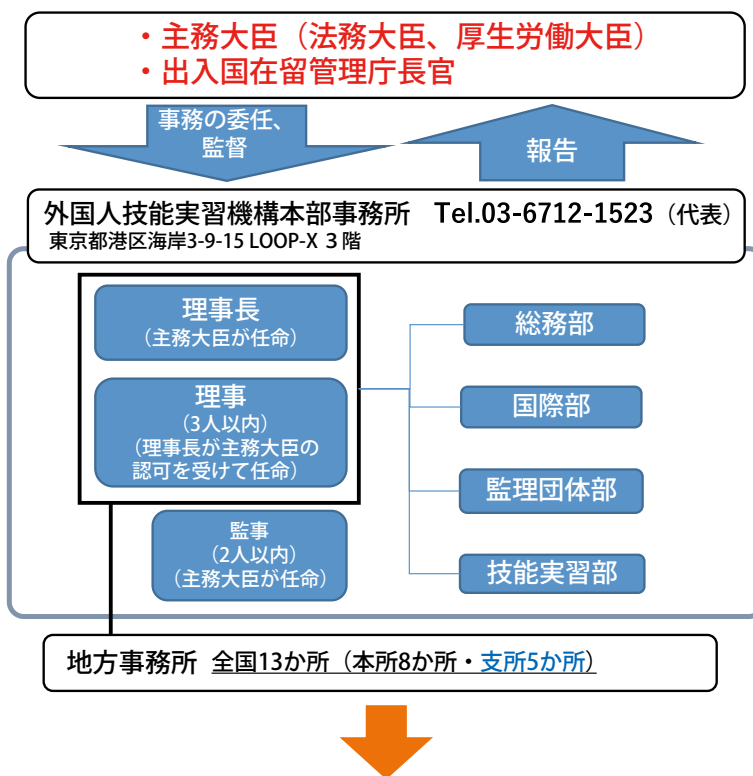 ・主務大臣（法務大臣、厚生労働大臣）
・出入国在留管理庁長官
事務の委任、
監督
報告
外国人技能実習機構本部事務所　Tel.03-6712-1523（代表）
東京都港区海岸3-9-15 LOOP-X ３階
理事長
（主務大臣が任命）
理事
（3人以内）
（理事長が主務大臣の
認可を受けて任命）
監事
（2人以内）
（主務大臣が任命）
総務部
国際部
監理団体部
技能実習部
地方事務所　全国13か所（本所8か所・支所5か所）